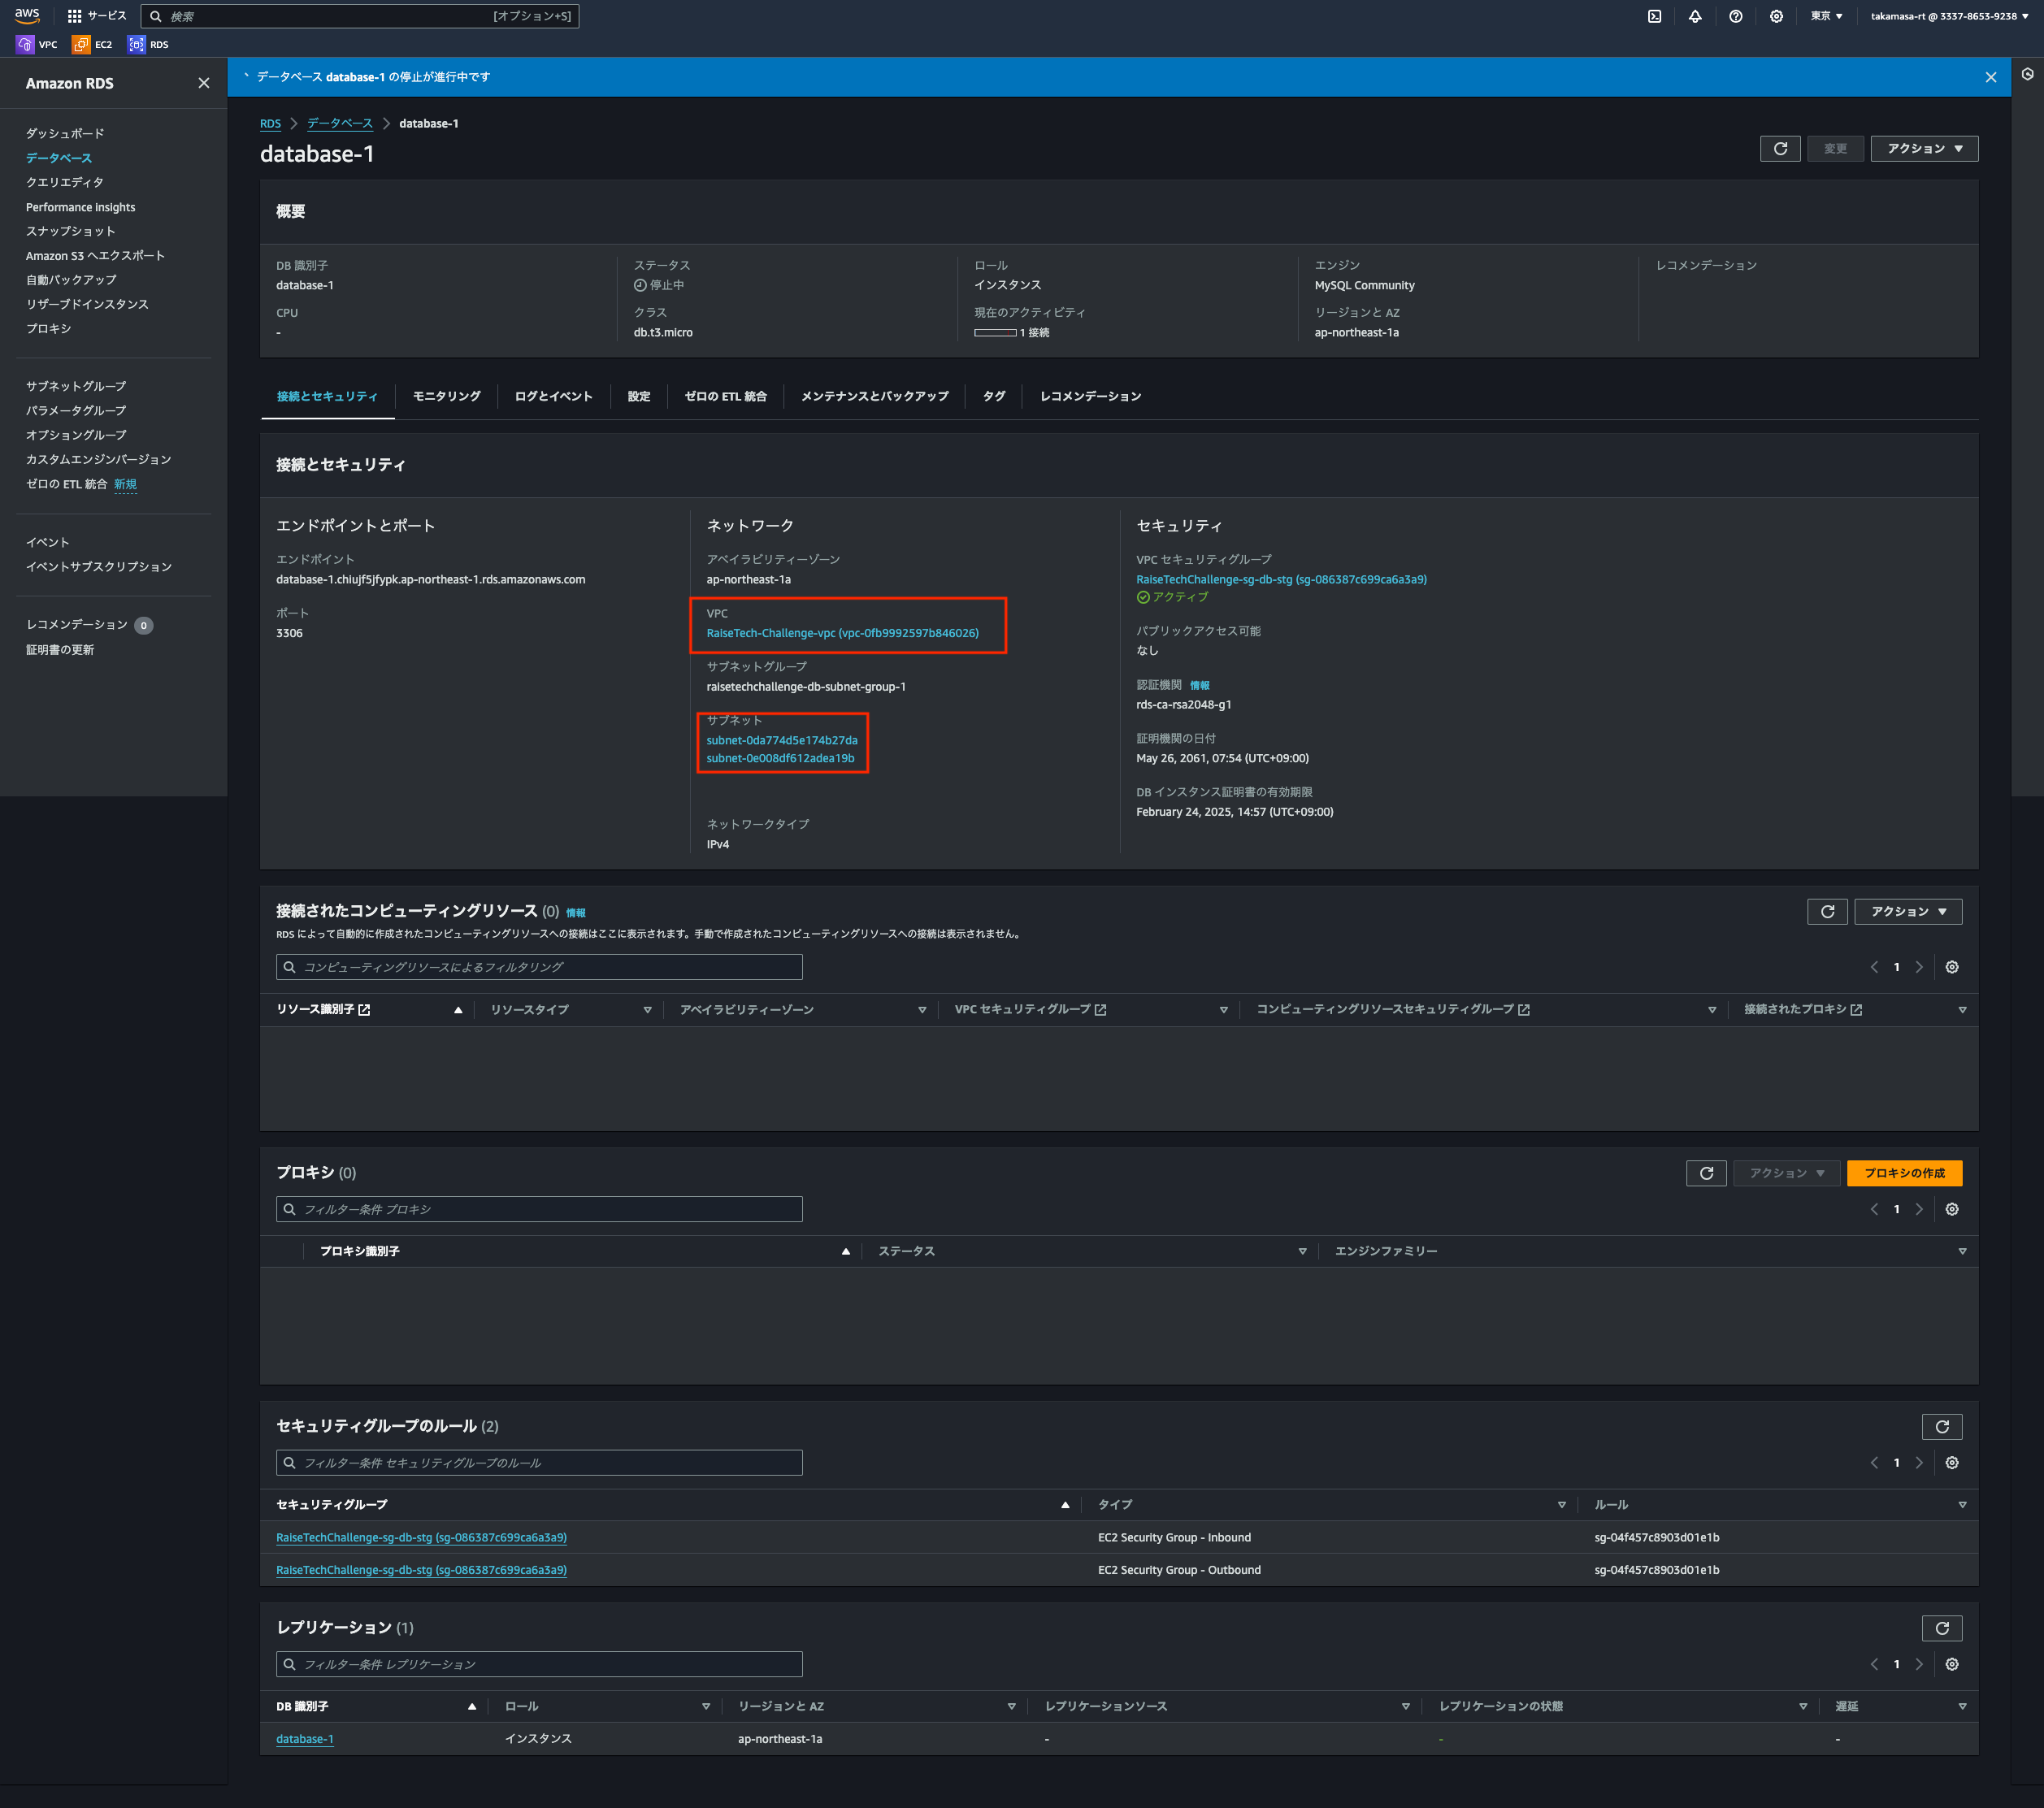 aws
サービス
検索
[オプション+S]
東京
takamasa-rt @ 3337-8653-9238
VPC
EC2
RDS
Amazon RDS
ダッシュボード
データベース
クエリエディタ
Performance insights
スナップショット
Amazon S3 へエクスポート
自動バックアップ
リザーブドインスタンス
プロキシ
サブネットグループ
パラメータグループ
オプショングループ
カスタムエンジンバージョン
ゼロの ETL 統合 新規
イベント
イベントサブスクリプション
レコメンデーション 0
証明書の更新
データベース database-1 の停止が進行中です
RDS
データベース
database-1
database-1
変更
アクション
概要
DB 識別子
database-1
CPU
-
ステータス
停止中
クラス
db.t3.micro
ロール
インスタンス
現在のアクティビティ
1 接続
エンジン
MySQL Community
リージョンと AZ
ap-northeast-1a
レコメンデーション
接続とセキュリティ
モニタリング
ログとイベント
設定
ゼロの ETL 統合
メンテナンスとバックアップ
タグ
レコメンデーション
接続とセキュリティ
エンドポイントとポート
エンドポイント
database-1.chiujf5jfypk.ap-northeast-1.rds.amazonaws.com
ポート
3306
ネットワーク
アベイラビリティーゾーン
ap-northeast-1a
VPC
RaiseTech-Challenge-vpc (vpc-0fb9992597b846026)
サブネットグループ
raisetechchallenge-db-subnet-group-1
サブネット
subnet-0da774d5e174b27da
subnet-0e008df612adea19b
ネットワークタイプ
IPv4
セキュリティ
VPC セキュリティグループ
RaiseTechChallenge-sg-db-stg (sg-086387c699ca6a3a9)
アクティブ
パブリックアクセス可能
なし
認証機関 情報
rds-ca-rsa2048-g1
証明機関の日付
May 26, 2061, 07:54 (UTC+09:00)
DB インスタンス証明書の有効期限
February 24, 2025, 14:57 (UTC+09:00)
接続されたコンピューティングリソース (0) 情報
RDS によって自動的に作成されたコンピューティングリソースへの接続はここに表示されます。手動で作成されたコンピューティングリソースへの接続は表示されません。
アクション
コンピューティングリソースによるフィルタリング
1
リソース識別子
リソースタイプ
アベイラビリティーゾーン
VPC セキュリティグループ
コンピューティングリソースセキュリティグループ
接続されたプロキシ
プロキシ (0)
アクション
プロキシの作成
フィルター条件 プロキシ
1
プロキシ識別子
ステータス
エンジンファミリー
セキュリティグループのルール (2)
フィルター条件 セキュリティグループのルール
1
セキュリティグループ
タイプ
ルール
RaiseTechChallenge-sg-db-stg (sg-086387c699ca6a3a9)
EC2 Security Group - Inbound
sg-04f457c8903d01e1b
RaiseTechChallenge-sg-db-stg (sg-086387c699ca6a3a9)
EC2 Security Group - Outbound
sg-04f457c8903d01e1b
レプリケーション (1)
フィルター条件 レプリケーション
1
DB 識別子
ロール
リージョンと AZ
レプリケーションソース
レプリケーションの状態
遅延
database-1
インスタンス
ap-northeast-1a
-
-
-